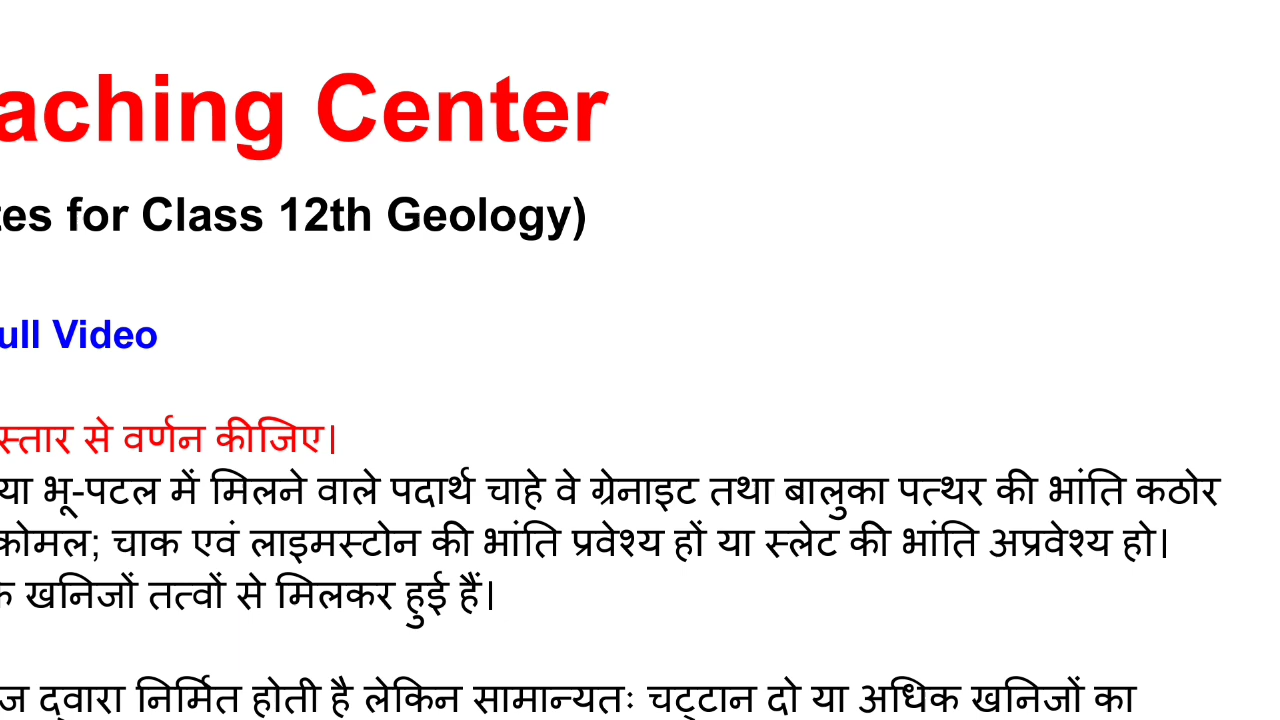 aching Center
tes for Class 12th Geology)
ull Video
स्तार से वर्णन कीजिए।
या भू-पटल में मिलने वाले पदार्थ चाहे वे ग्रेनाइट तथा बालुका पत्थर की भांति कठोर
कोमल; चाक एवं लाइमस्टोन की भांति प्रवेश्य हों या स्लेट की भांति अप्रवेश्य हो।
के खनिजों तत्वों से मिलकर हुई हैं।
ज द्वारा निर्मित होती है लेकिन सामान्यतः चट्टान दो या अधिक खनिजों का